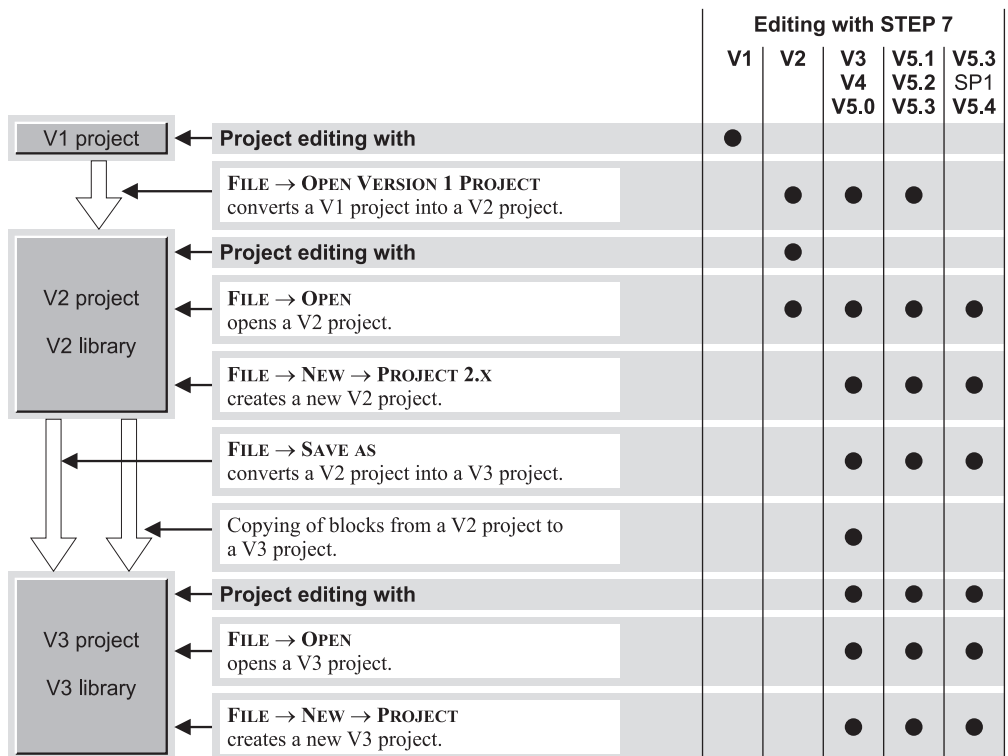 Editing with STEP 7
V1 V2 V3 V5.1 V5.3
V4 V5.2 SP1
V5.0 V5.3 V5.4
V1 project
Project editing with
FILE → OPEN VERSION 1 PROJECT
converts a V1 project into a V2 project.
Project editing with
V2 project
V2 library
FILE → OPEN
opens a V2 project.
FILE → NEW → PROJECT 2.X
creates a new V2 project.
FILE → SAVE AS
converts a V2 project into a V3 project.
Copying of blocks from a V2 project to
a V3 project.
Project editing with
V3 project
V3 library
FILE → OPEN
opens a V3 project.
FILE → NEW → PROJECT
creates a new V3 project.